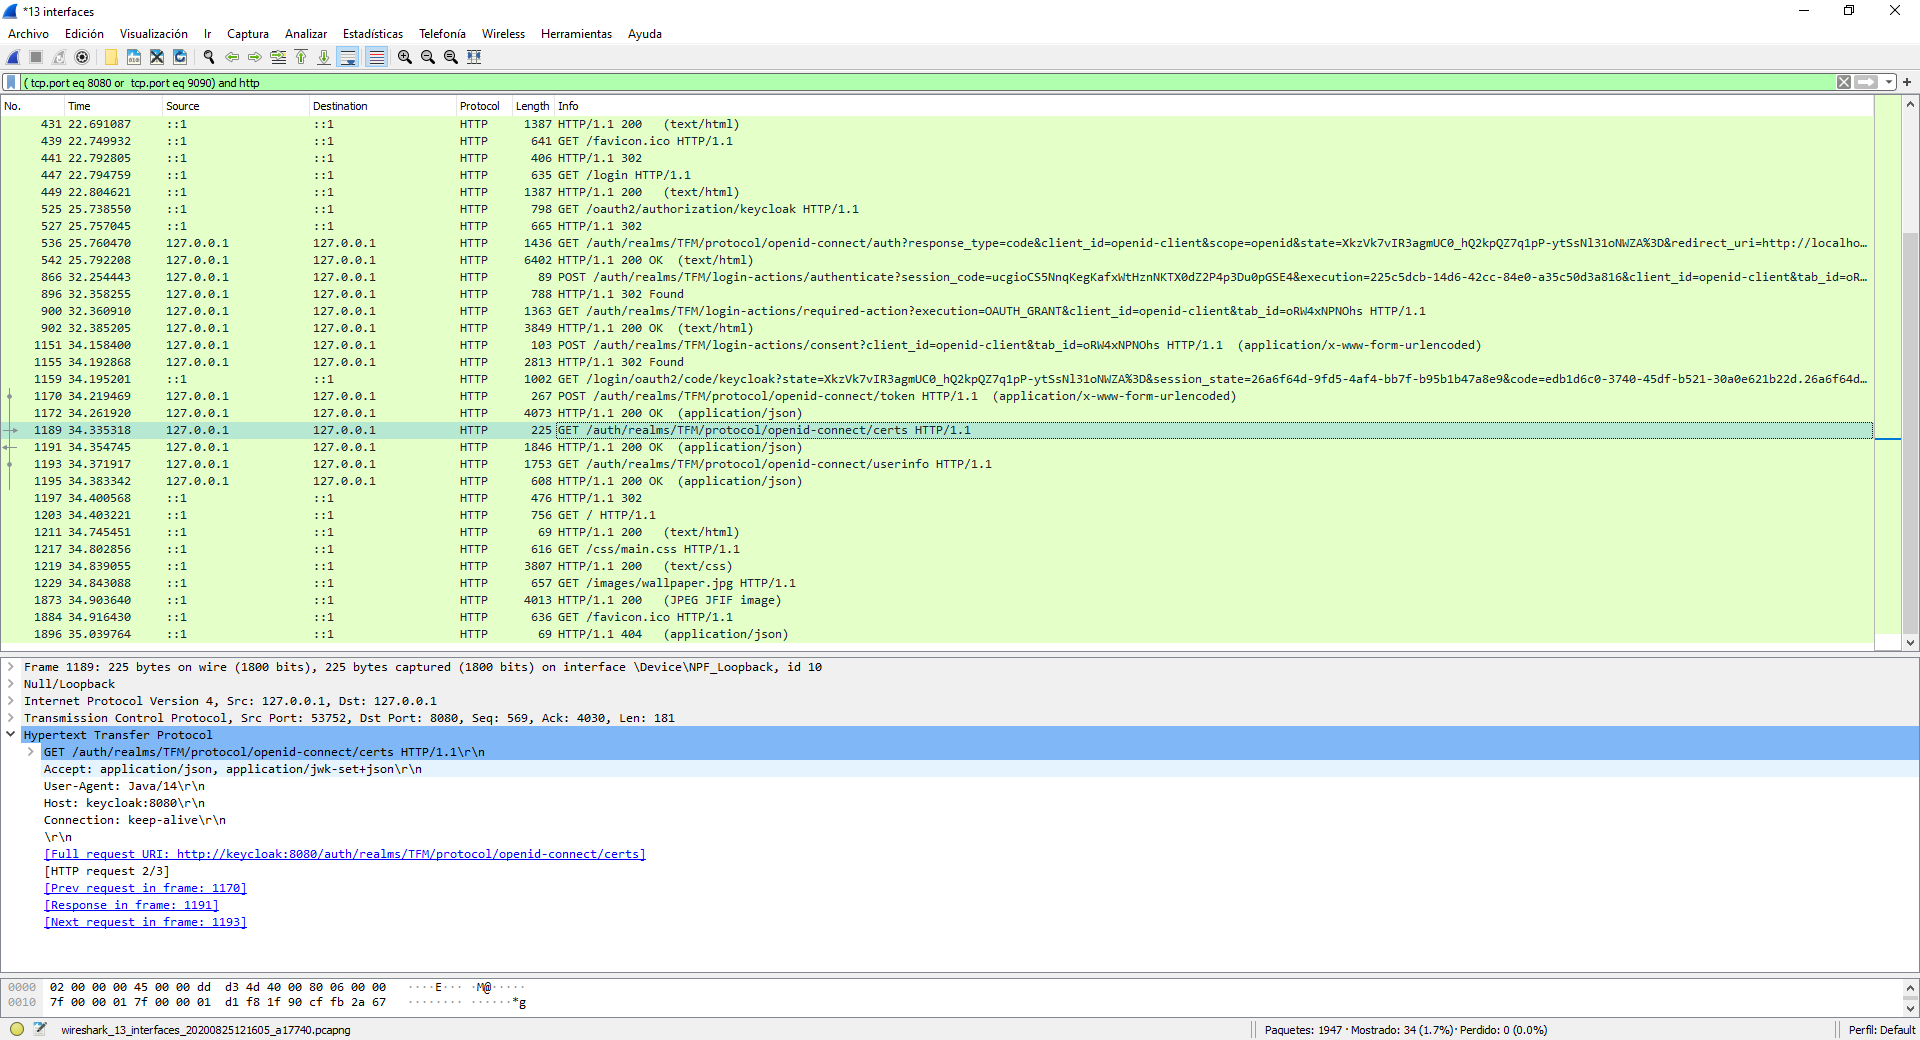 *13 interfaces
Archivo Edición Visualización Ir Captura Analizar Estadísticas Telefonía Wireless Herramientas Ayuda
( tcp.port eq 8080 or  tcp.port eq 9090) and http
No. Time Source Destination Protocol Length Info
431 22.691087 ::1 ::1 HTTP 1387 HTTP/1.1 200   (text/html)
439 22.749932 ::1 ::1 HTTP 641 GET /favicon.ico HTTP/1.1
441 22.792805 ::1 ::1 HTTP 406 HTTP/1.1 302
447 22.794759 ::1 ::1 HTTP 635 GET /login HTTP/1.1
449 22.804621 ::1 ::1 HTTP 1387 HTTP/1.1 200   (text/html)
525 25.738550 ::1 ::1 HTTP 798 GET /oauth2/authorization/keycloak HTTP/1.1
527 25.757045 ::1 ::1 HTTP 665 HTTP/1.1 302
536 25.760470 127.0.0.1 127.0.0.1 HTTP 1436 GET /auth/realms/TFM/protocol/openid-connect/auth?response_type=code&client_id=openid-client&scope=openid&state=XkzVk7vIR3agmUC0_hQ2kpQZ7q1pP-ytSsNl31oNWZA%3D&redirect_uri=http://localho…
542 25.792208 127.0.0.1 127.0.0.1 HTTP 6402 HTTP/1.1 200 OK  (text/html)
866 32.254443 127.0.0.1 127.0.0.1 HTTP 89 POST /auth/realms/TFM/login-actions/authenticate?session_code=ucgioCS5NnqKegKafxWtHznNKTX0dZ2P4p3Du0pGSE4&execution=225c5dcb-14d6-42cc-84e0-a35c50d3a816&client_id=openid-client&tab_id=oR…
896 32.358255 127.0.0.1 127.0.0.1 HTTP 788 HTTP/1.1 302 Found
900 32.360910 127.0.0.1 127.0.0.1 HTTP 1363 GET /auth/realms/TFM/login-actions/required-action?execution=OAUTH_GRANT&client_id=openid-client&tab_id=oRW4xNPNOhs HTTP/1.1
902 32.385205 127.0.0.1 127.0.0.1 HTTP 3849 HTTP/1.1 200 OK  (text/html)
1151 34.158400 127.0.0.1 127.0.0.1 HTTP 103 POST /auth/realms/TFM/login-actions/consent?client_id=openid-client&tab_id=oRW4xNPNOhs HTTP/1.1  (application/x-www-form-urlencoded)
1155 34.192868 127.0.0.1 127.0.0.1 HTTP 2813 HTTP/1.1 302 Found
1159 34.195201 ::1 ::1 HTTP 1002 GET /login/oauth2/code/keycloak?state=XkzVk7vIR3agmUC0_hQ2kpQZ7q1pP-ytSsNl31oNWZA%3D&session_state=26a6f64d-9fd5-4af4-bb7f-b95b1b47a8e9&code=edb1d6c0-3740-45df-b521-30a0e621b22d.26a6f64d…
1170 34.219469 127.0.0.1 127.0.0.1 HTTP 267 POST /auth/realms/TFM/protocol/openid-connect/token HTTP/1.1  (application/x-www-form-urlencoded)
1172 34.261920 127.0.0.1 127.0.0.1 HTTP 4073 HTTP/1.1 200 OK  (application/json)
1189 34.335318 127.0.0.1 127.0.0.1 HTTP 225 GET /auth/realms/TFM/protocol/openid-connect/certs HTTP/1.1
1191 34.354745 127.0.0.1 127.0.0.1 HTTP 1846 HTTP/1.1 200 OK  (application/json)
1193 34.371917 127.0.0.1 127.0.0.1 HTTP 1753 GET /auth/realms/TFM/protocol/openid-connect/userinfo HTTP/1.1
1195 34.383342 127.0.0.1 127.0.0.1 HTTP 608 HTTP/1.1 200 OK  (application/json)
1197 34.400568 ::1 ::1 HTTP 476 HTTP/1.1 302
1203 34.403221 ::1 ::1 HTTP 756 GET / HTTP/1.1
1211 34.745451 ::1 ::1 HTTP 69 HTTP/1.1 200   (text/html)
1217 34.802856 ::1 ::1 HTTP 616 GET /css/main.css HTTP/1.1
1219 34.839055 ::1 ::1 HTTP 3807 HTTP/1.1 200   (text/css)
1229 34.843088 ::1 ::1 HTTP 657 GET /images/wallpaper.jpg HTTP/1.1
1873 34.903640 ::1 ::1 HTTP 4013 HTTP/1.1 200   (JPEG JFIF image)
1884 34.916430 ::1 ::1 HTTP 636 GET /favicon.ico HTTP/1.1
1896 35.039764 ::1 ::1 HTTP 69 HTTP/1.1 404   (application/json)
Frame 1189: 225 bytes on wire (1800 bits), 225 bytes captured (1800 bits) on interface \Device\NPF_Loopback, id 10
Null/Loopback
Internet Protocol Version 4, Src: 127.0.0.1, Dst: 127.0.0.1
Transmission Control Protocol, Src Port: 53752, Dst Port: 8080, Seq: 569, Ack: 4030, Len: 181
Hypertext Transfer Protocol
GET /auth/realms/TFM/protocol/openid-connect/certs HTTP/1.1\r\n
Accept: application/json, application/jwk-set+json\r\n
User-Agent: Java/14\r\n
Host: keycloak:8080\r\n
Connection: keep-alive\r\n
\r\n
[Full request URI: http://keycloak:8080/auth/realms/TFM/protocol/openid-connect/certs]
[HTTP request 2/3]
[Prev request in frame: 1170]
[Response in frame: 1191]
[Next request in frame: 1193]
0000 02 00 00 00 45 00 00 dd  d3 4d 40 00 80 06 00 00 ····E··· ·M@·····
0010 7f 00 00 01 7f 00 00 01  d1 f8 1f 90 cf fb 2a 67 ········ ······*g
wireshark_13_interfaces_20200825121605_a17740.pcapng Paquetes: 1947 · Mostrado: 34 (1.7%) · Perdido: 0 (0.0%) Perfil: Default